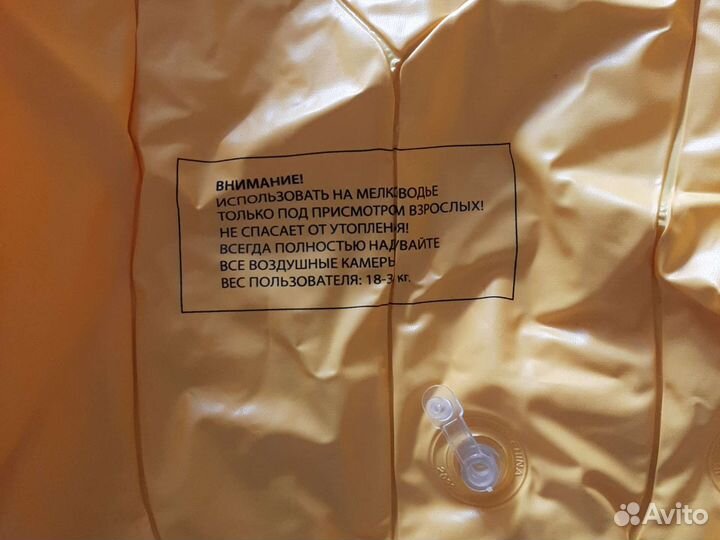 ВНИМАНИЕ!
ИСПОЛЬЗОВАТЬ НА МЕЛКОВОДЬЕ
ТОЛЬКО ПОД ПРИСМОТРОМ ВЗРОСЛЫХ!
НЕ СПАСАЕТ ОТ УТОПЛЕНИЯ!
ВСЕГДА ПОЛНОСТЬЮ НАДУВАЙТЕ
ВСЕ ВОЗДУШНЫЕ КАМЕРЫ
ВЕС ПОЛЬЗОВАТЕЛЯ: кг.
CHINA
Avito